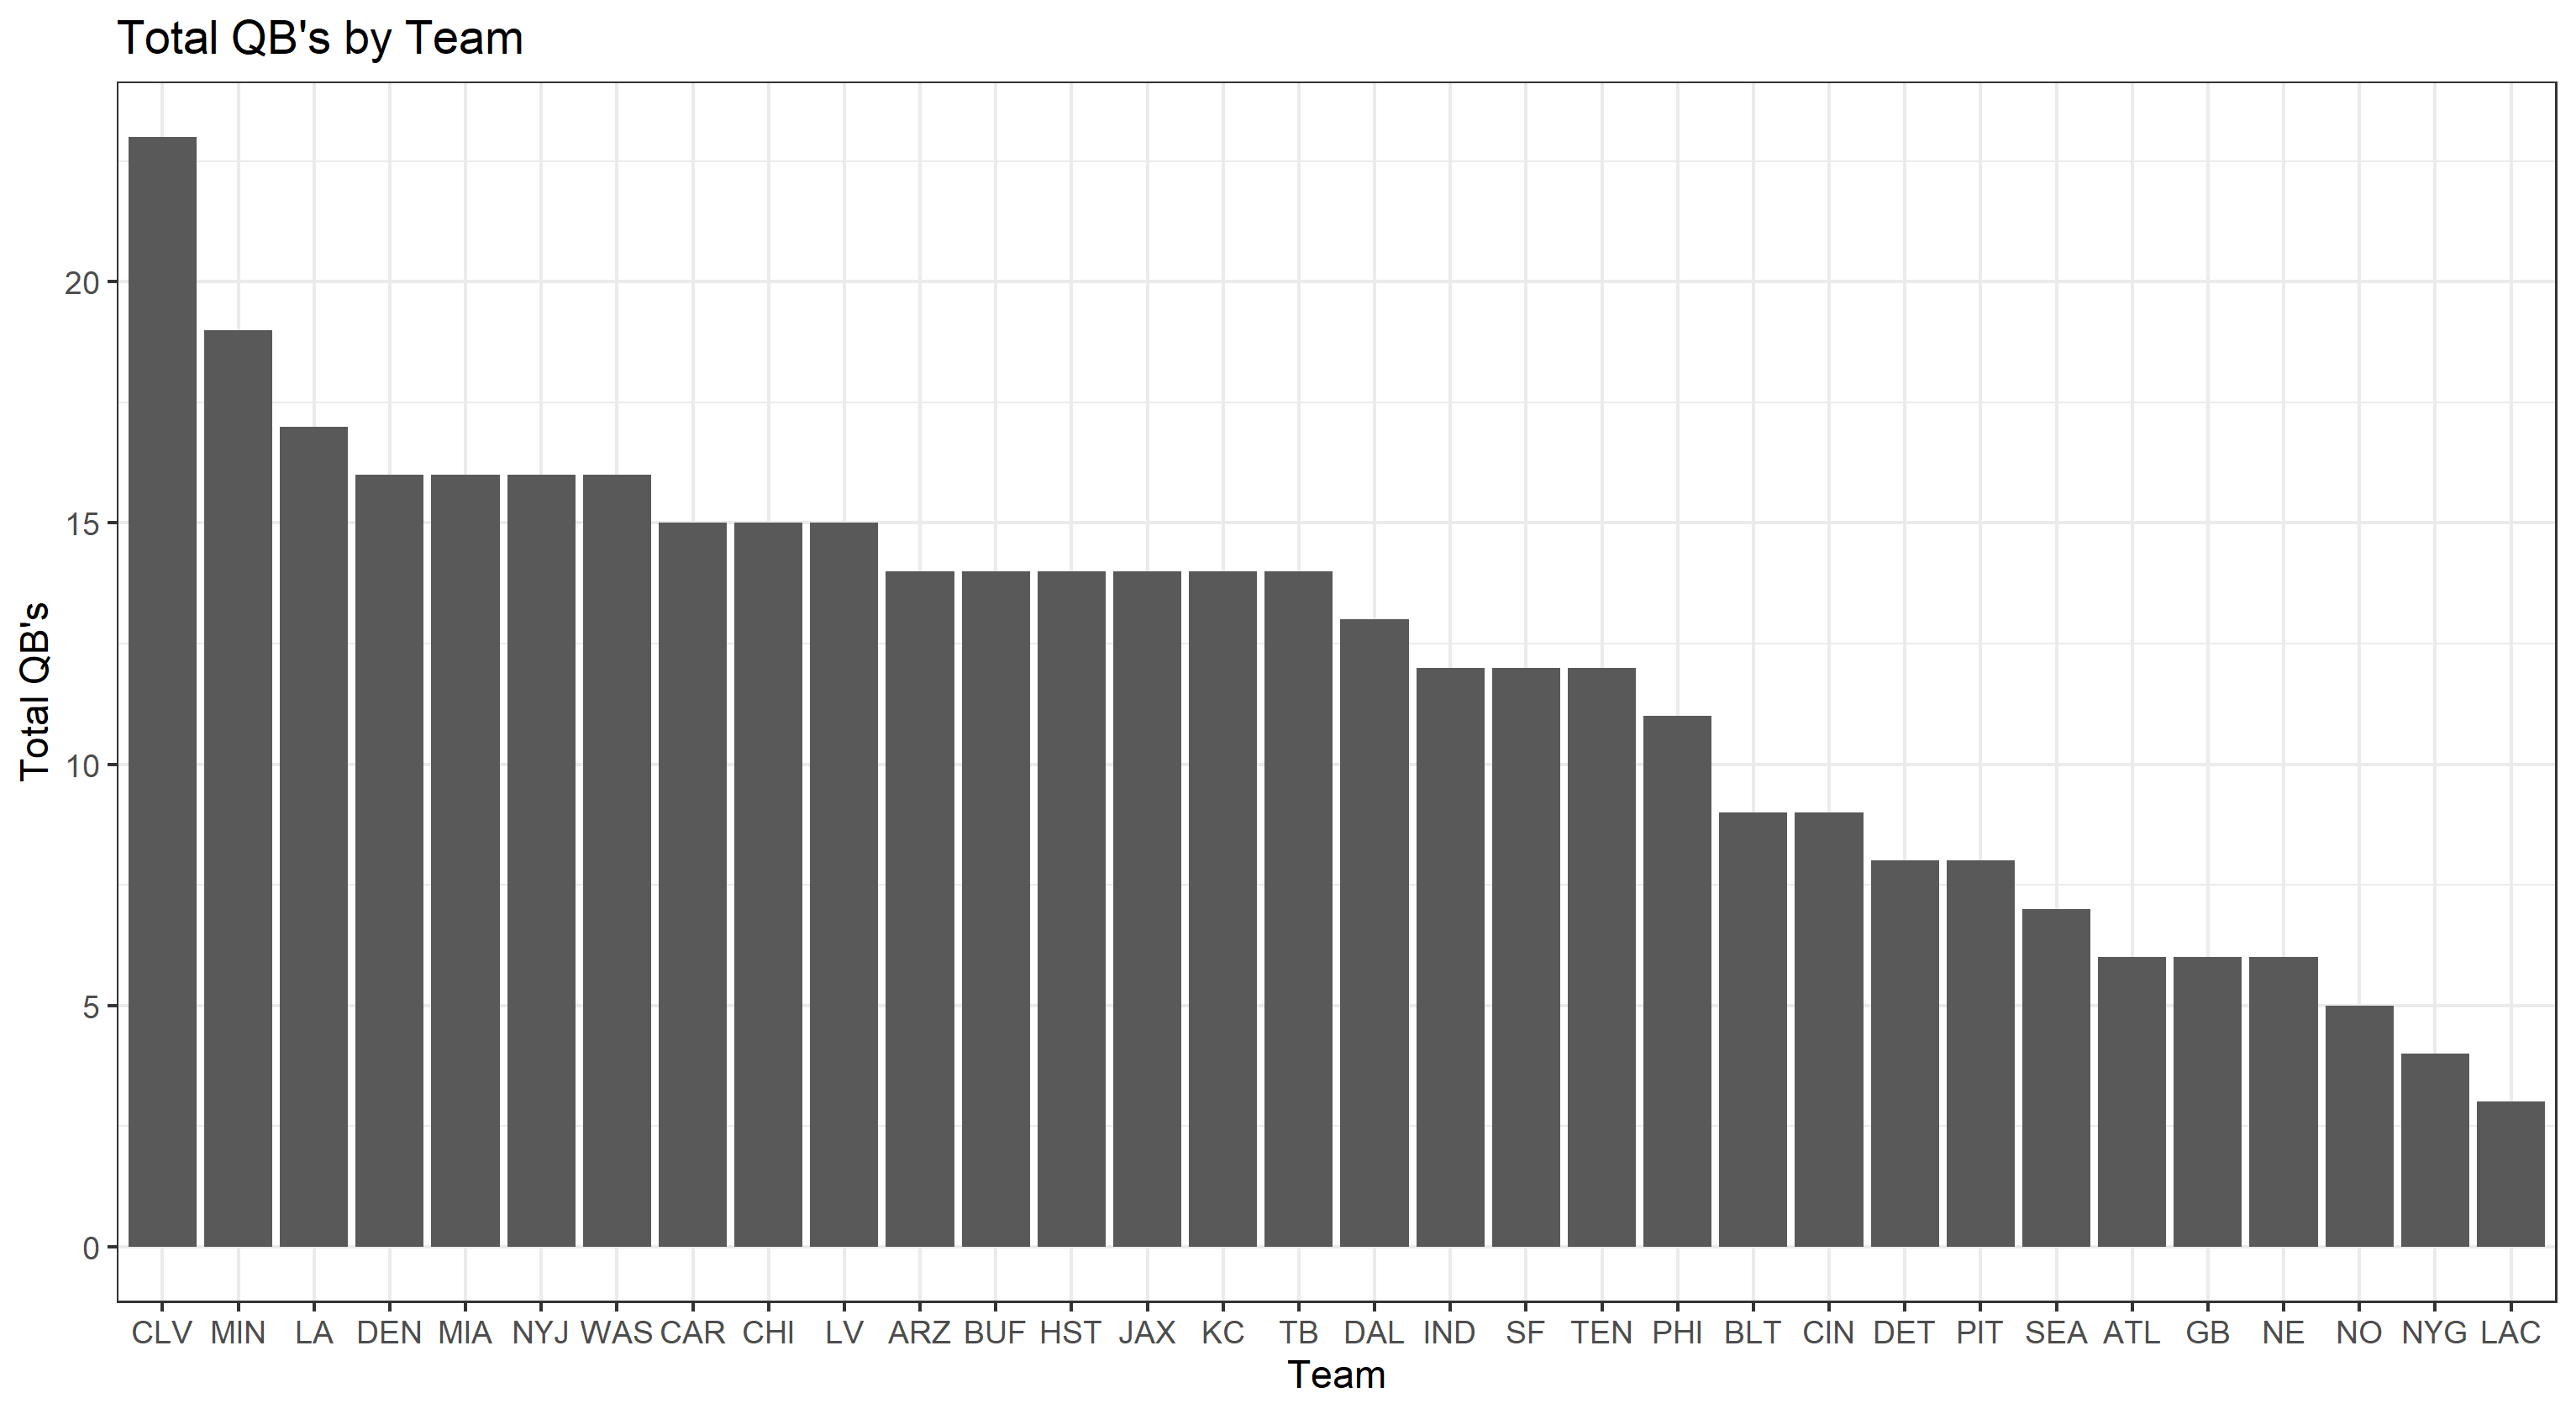 Total QB's by Team
Total QB's
20
15
10
5
0
CLV MIN LA DEN MIA NYJ WAS CAR CHI LV ARZ BUF HST JAX KC TB DAL IND SF TEN PHI BLT CIN DET PIT SEA ATL GB NE NO NYG LAC
Team